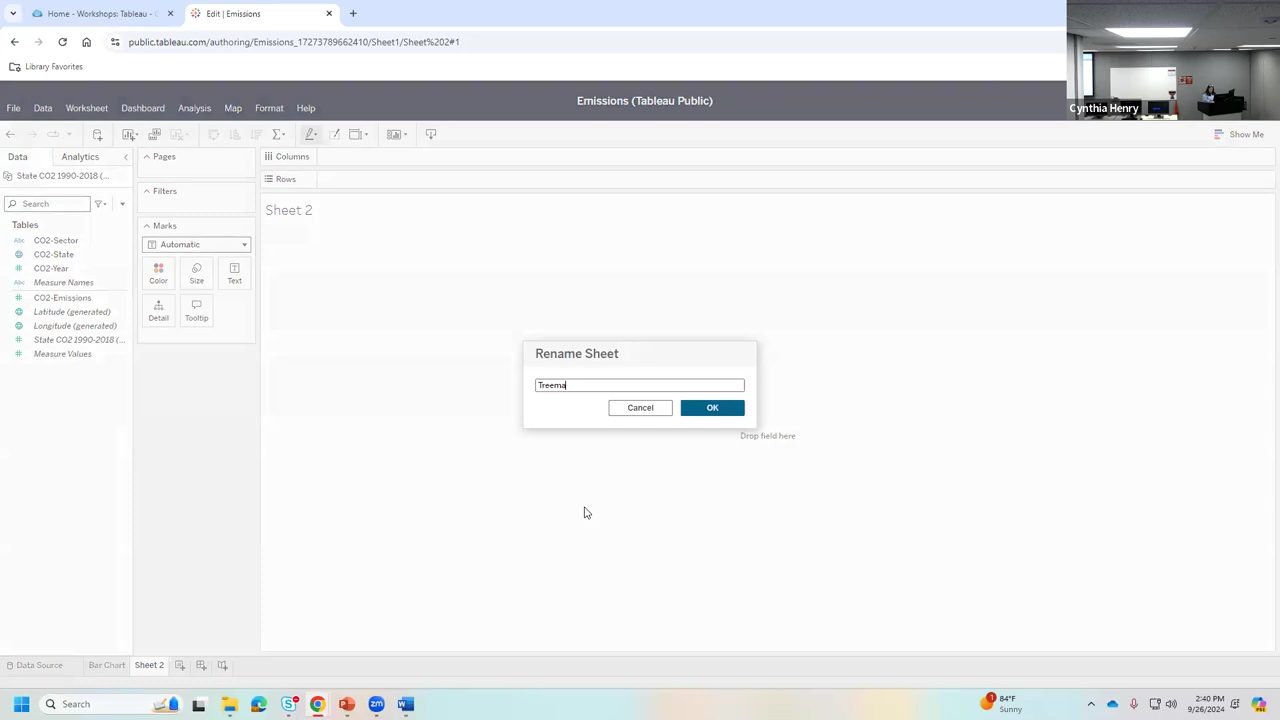 Home - Workshops: Tableau -
Edit | Emissions
public.tableau.com/authoring/Emissions_17273789662410/Sheet1/Sheet%202#1
Library Favorites
Cynthia Henry
Emissions (Tableau Public)
File Data Worksheet Dashboard Analysis Map Format Help
Show Me
Data Analytics
State CO2 1990-2018 (...
Search
Tables
Abc CO2-Sector
CO2-State
CO2-Year
Abc Measure Names
CO2-Emissions
Latitude (generated)
Longitude (generated)
State CO2 1990-2018 (...
Measure Values
Pages
Filters
Marks
Automatic
Color Size Text
Detail Tooltip
Columns
Rows
Sheet 2
Rename Sheet
Treema
Cancel OK
Drop field here
Data Source Bar Chart Sheet 2
Search
84°F
Sunny
2:40 PM
9/26/2024